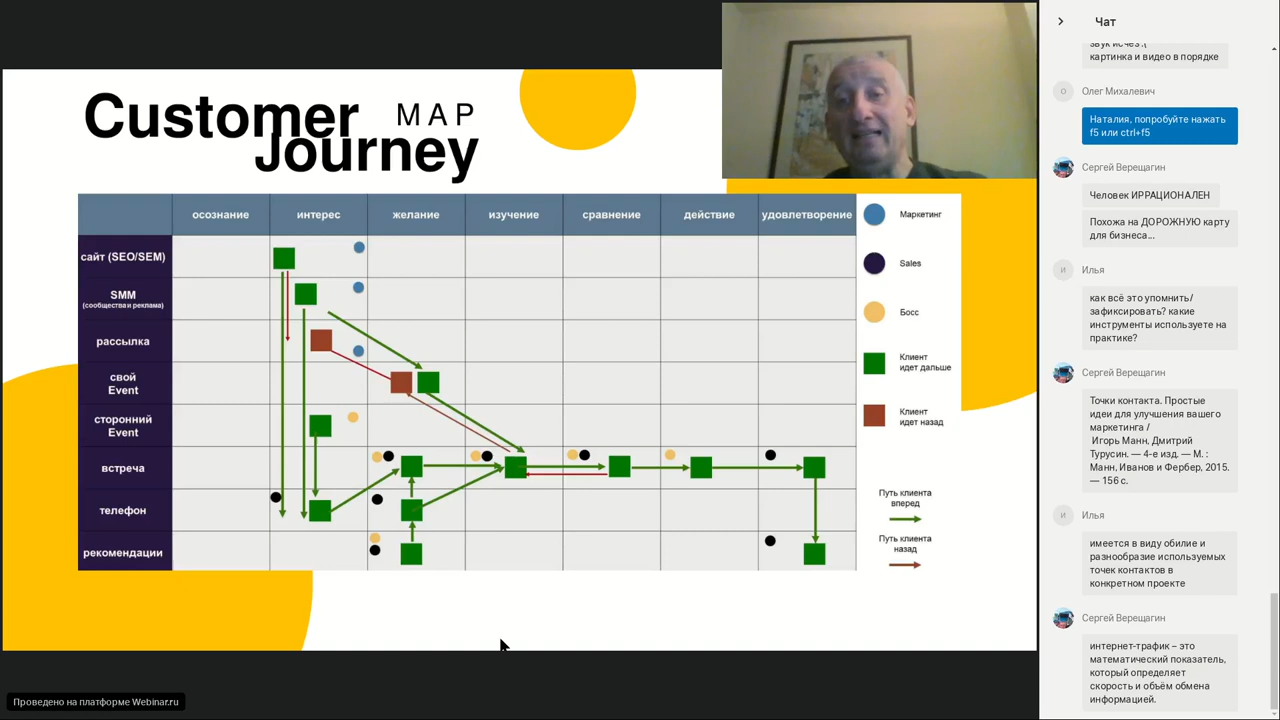 Customer
MAP
Journey
осознание
интерес
желание
изучение
сравнение
действие
удовлетворение
сайт (SEO/SEM)
SMM
(сообщества и реклама)
рассылка
свой
Event
сторонний
Event
встреча
телефон
рекомендации
Маркетинг
Sales
Босс
Клиент
идет дальше
Клиент
идет назад
Путь клиента
вперед
Путь клиента
назад
Проведено на платформе Webinar.ru
Чат
звук исчез :(
картинка и видео в порядке
О
Олег Михалевич
Наталия, попробуйте нажать
f5 или ctrl+f5
Сергей Верещагин
Человек ИРРАЦИОНАЛЕН
Похожа на ДОРОЖНУЮ карту
для бизнеса...
И
Илья
как всё это упомнить/
зафиксировать? какие
инструменты используете на
практике?
Сергей Верещагин
Точки контакта. Простые
идеи для улучшения вашего
маркетинга /
Игорь Манн, Дмитрий
Турусин. — 4-е изд. — М. :
Манн, Иванов и Фербер, 2015.
— 156 с.
И
Илья
имеется в виду обилие и
разнообразие используемых
точек контактов в
конкретном проекте
Сергей Верещагин
интернет-трафик – это
математический показатель,
который определяет
скорость и объём обмена
информацией.